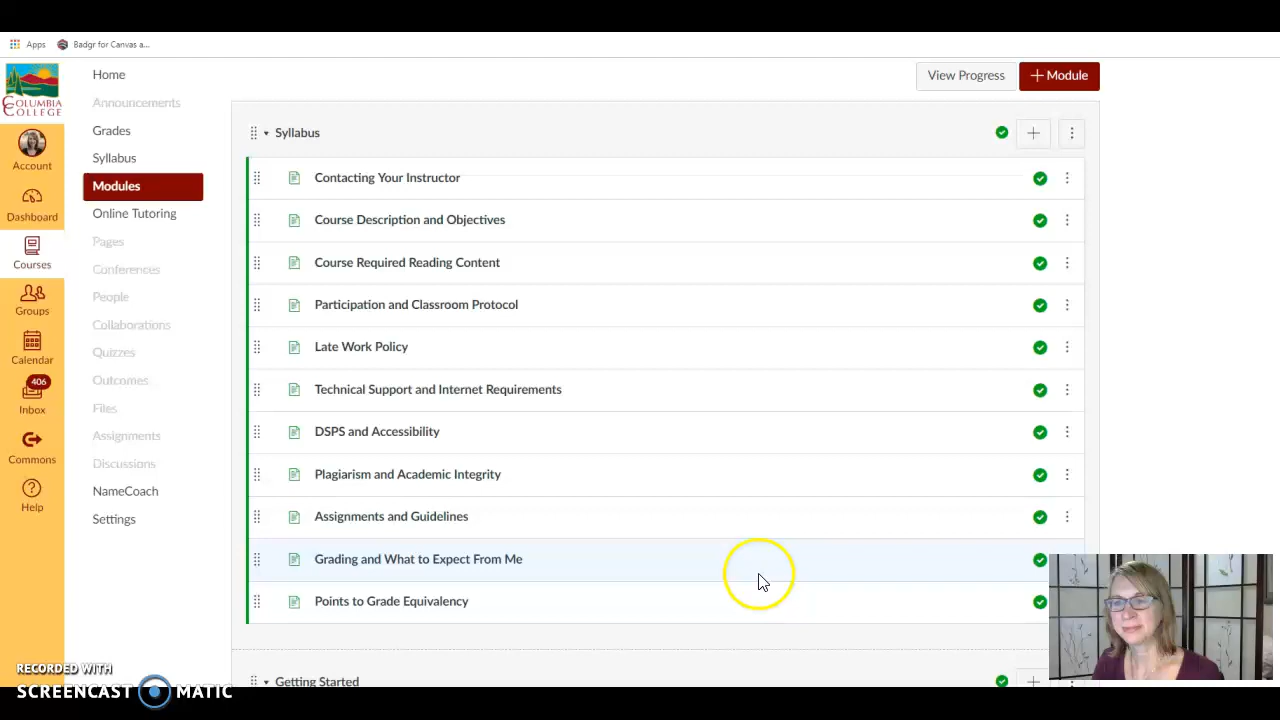 Apps
Badgr for Canvas a...
COLUMBIA
COLLEGE
Account
Dashboard
Courses
Groups
Calendar
406
Inbox
Commons
Help
Home
Announcements
Grades
Syllabus
Modules
Online Tutoring
Pages
Conferences
People
Collaborations
Quizzes
Outcomes
Files
Assignments
Discussions
NameCoach
Settings
View Progress
+ Module
Syllabus
Contacting Your Instructor
Course Description and Objectives
Course Required Reading Content
Participation and Classroom Protocol
Late Work Policy
Technical Support and Internet Requirements
DSPS and Accessibility
Plagiarism and Academic Integrity
Assignments and Guidelines
Grading and What to Expect From Me
Points to Grade Equivalency
Getting Started
RECORDED WITH
SCREENCAST MATIC